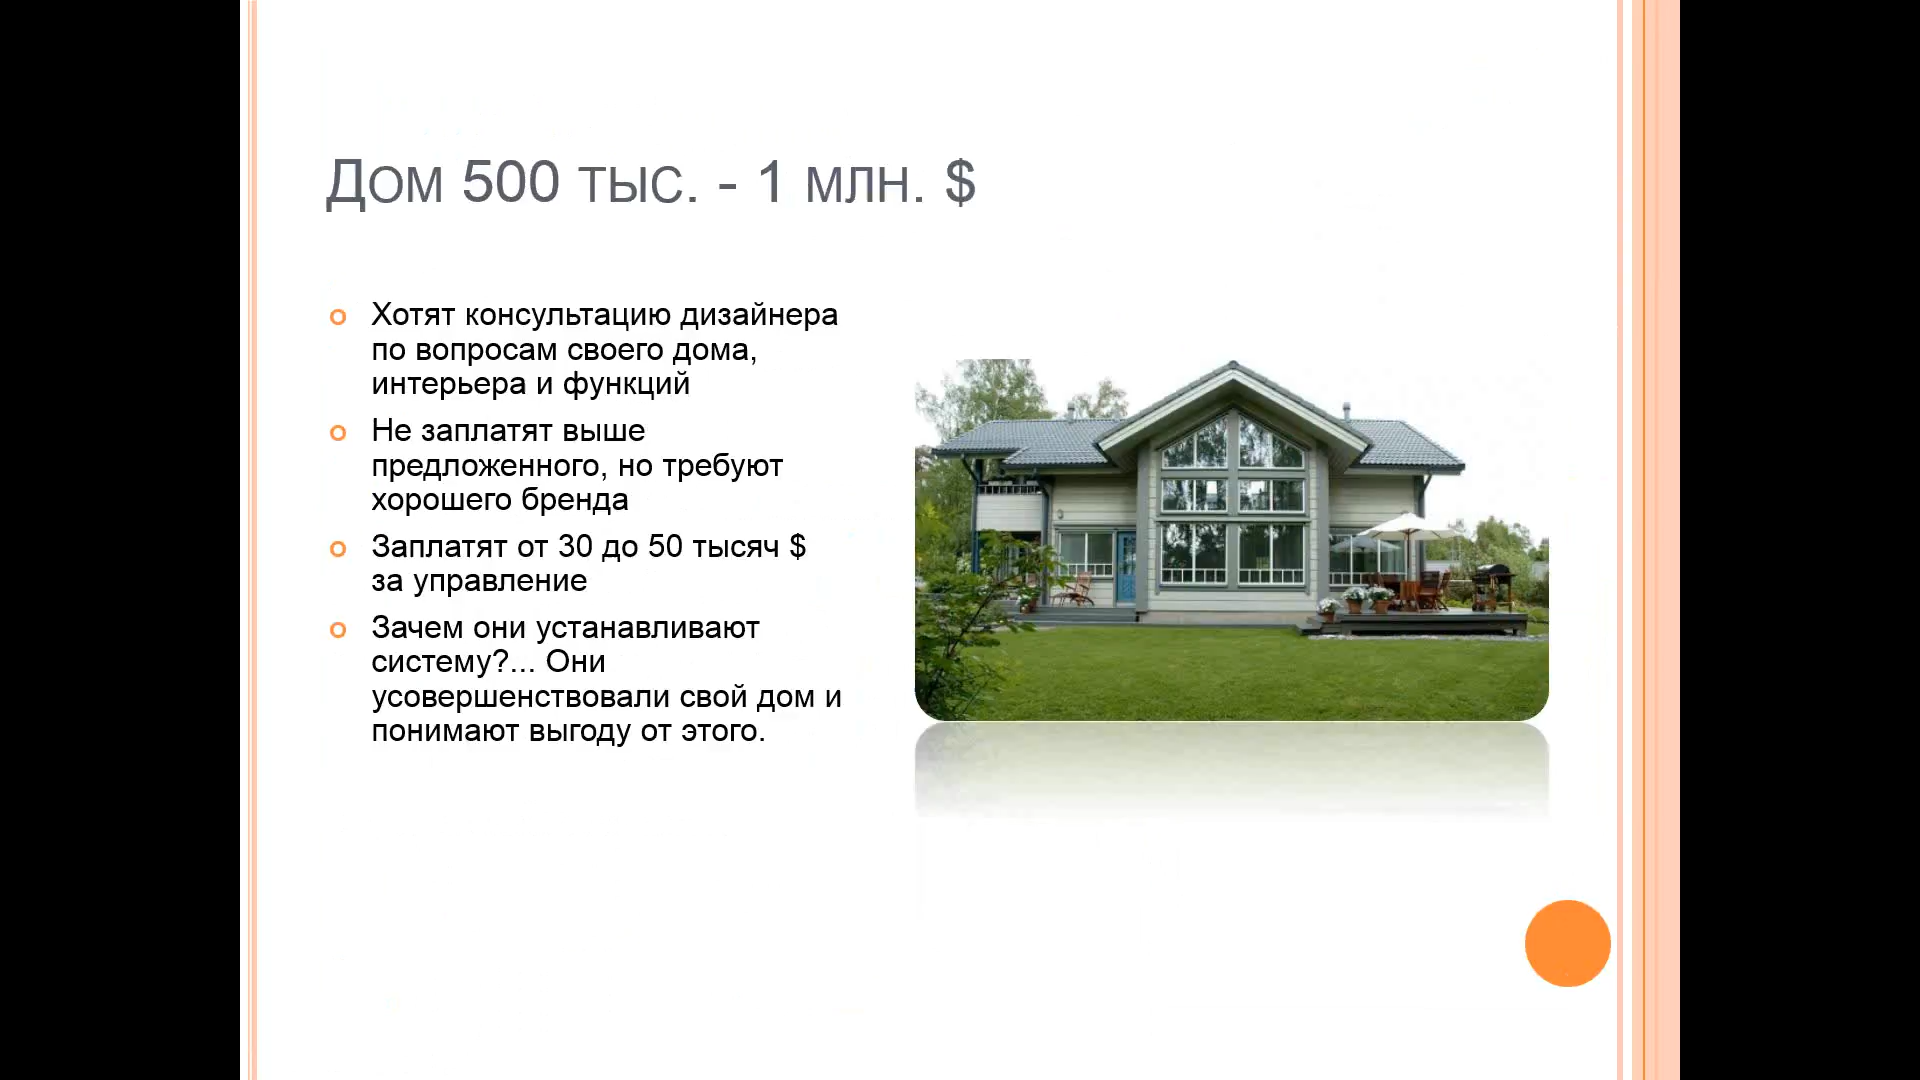 Дом 500 тыс. - 1 млн. $
Хотят консультацию дизайнера
по вопросам своего дома,
интерьера и функций
Не заплатят выше
предложенного, но требуют
хорошего бренда
Заплатят от 30 до 50 тысяч $
за управление
Зачем они устанавливают
систему?... Они
усовершенствовали свой дом и
понимают выгоду от этого.